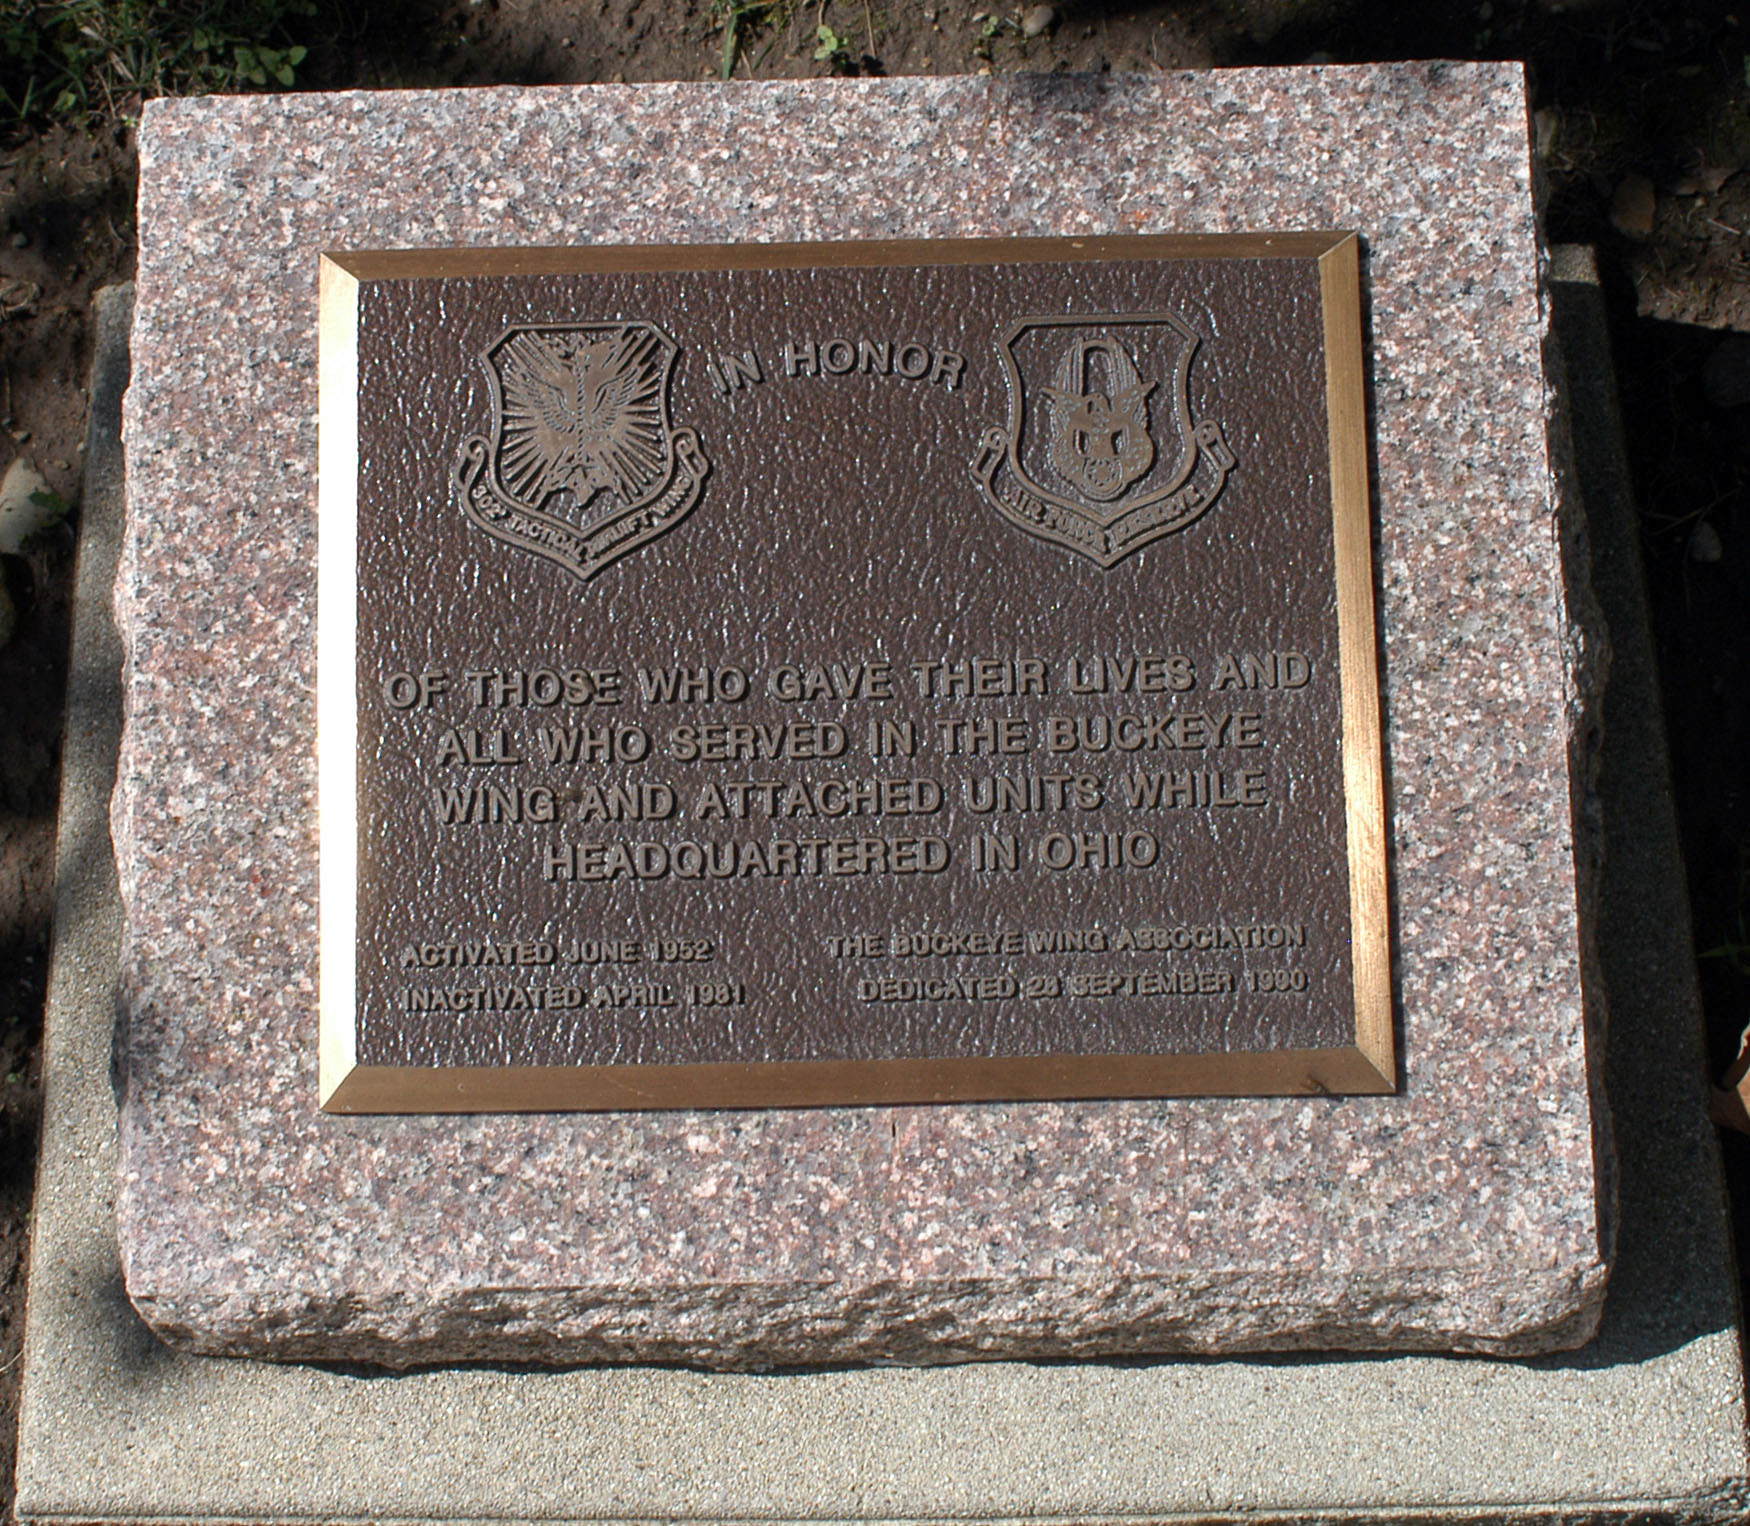 IN HONOR
302ᴰ TACTICAL AIRLIFT WING
AIR FORCE RESERVE
OF THOSE WHO GAVE THEIR LIVES AND
ALL WHO SERVED IN THE BUCKEYE
WING AND ATTACHED UNITS WHILE
HEADQUARTERED IN OHIO
ACTIVATED JUNE 1952
INACTIVATED APRIL 1981
THE BUCKEYE WING ASSOCIATION
DEDICATED 28 SEPTEMBER 1990